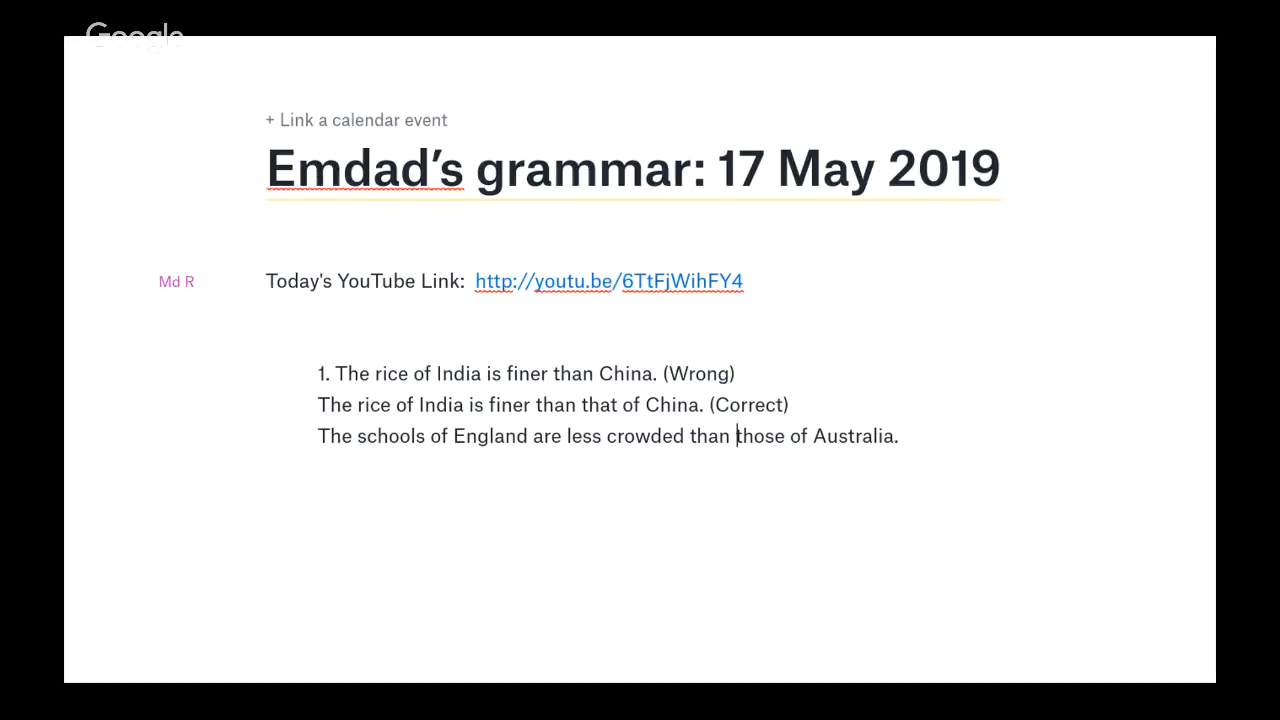 Google
+ Link a calendar event
Emdad's grammar: 17 May 2019
Md R
Today's YouTube Link: http://youtu.be/6TtFjWihFY4
1. The rice of India is finer than China. (Wrong)
The rice of India is finer than that of China. (Correct)
The schools of England are less crowded than those of Australia.